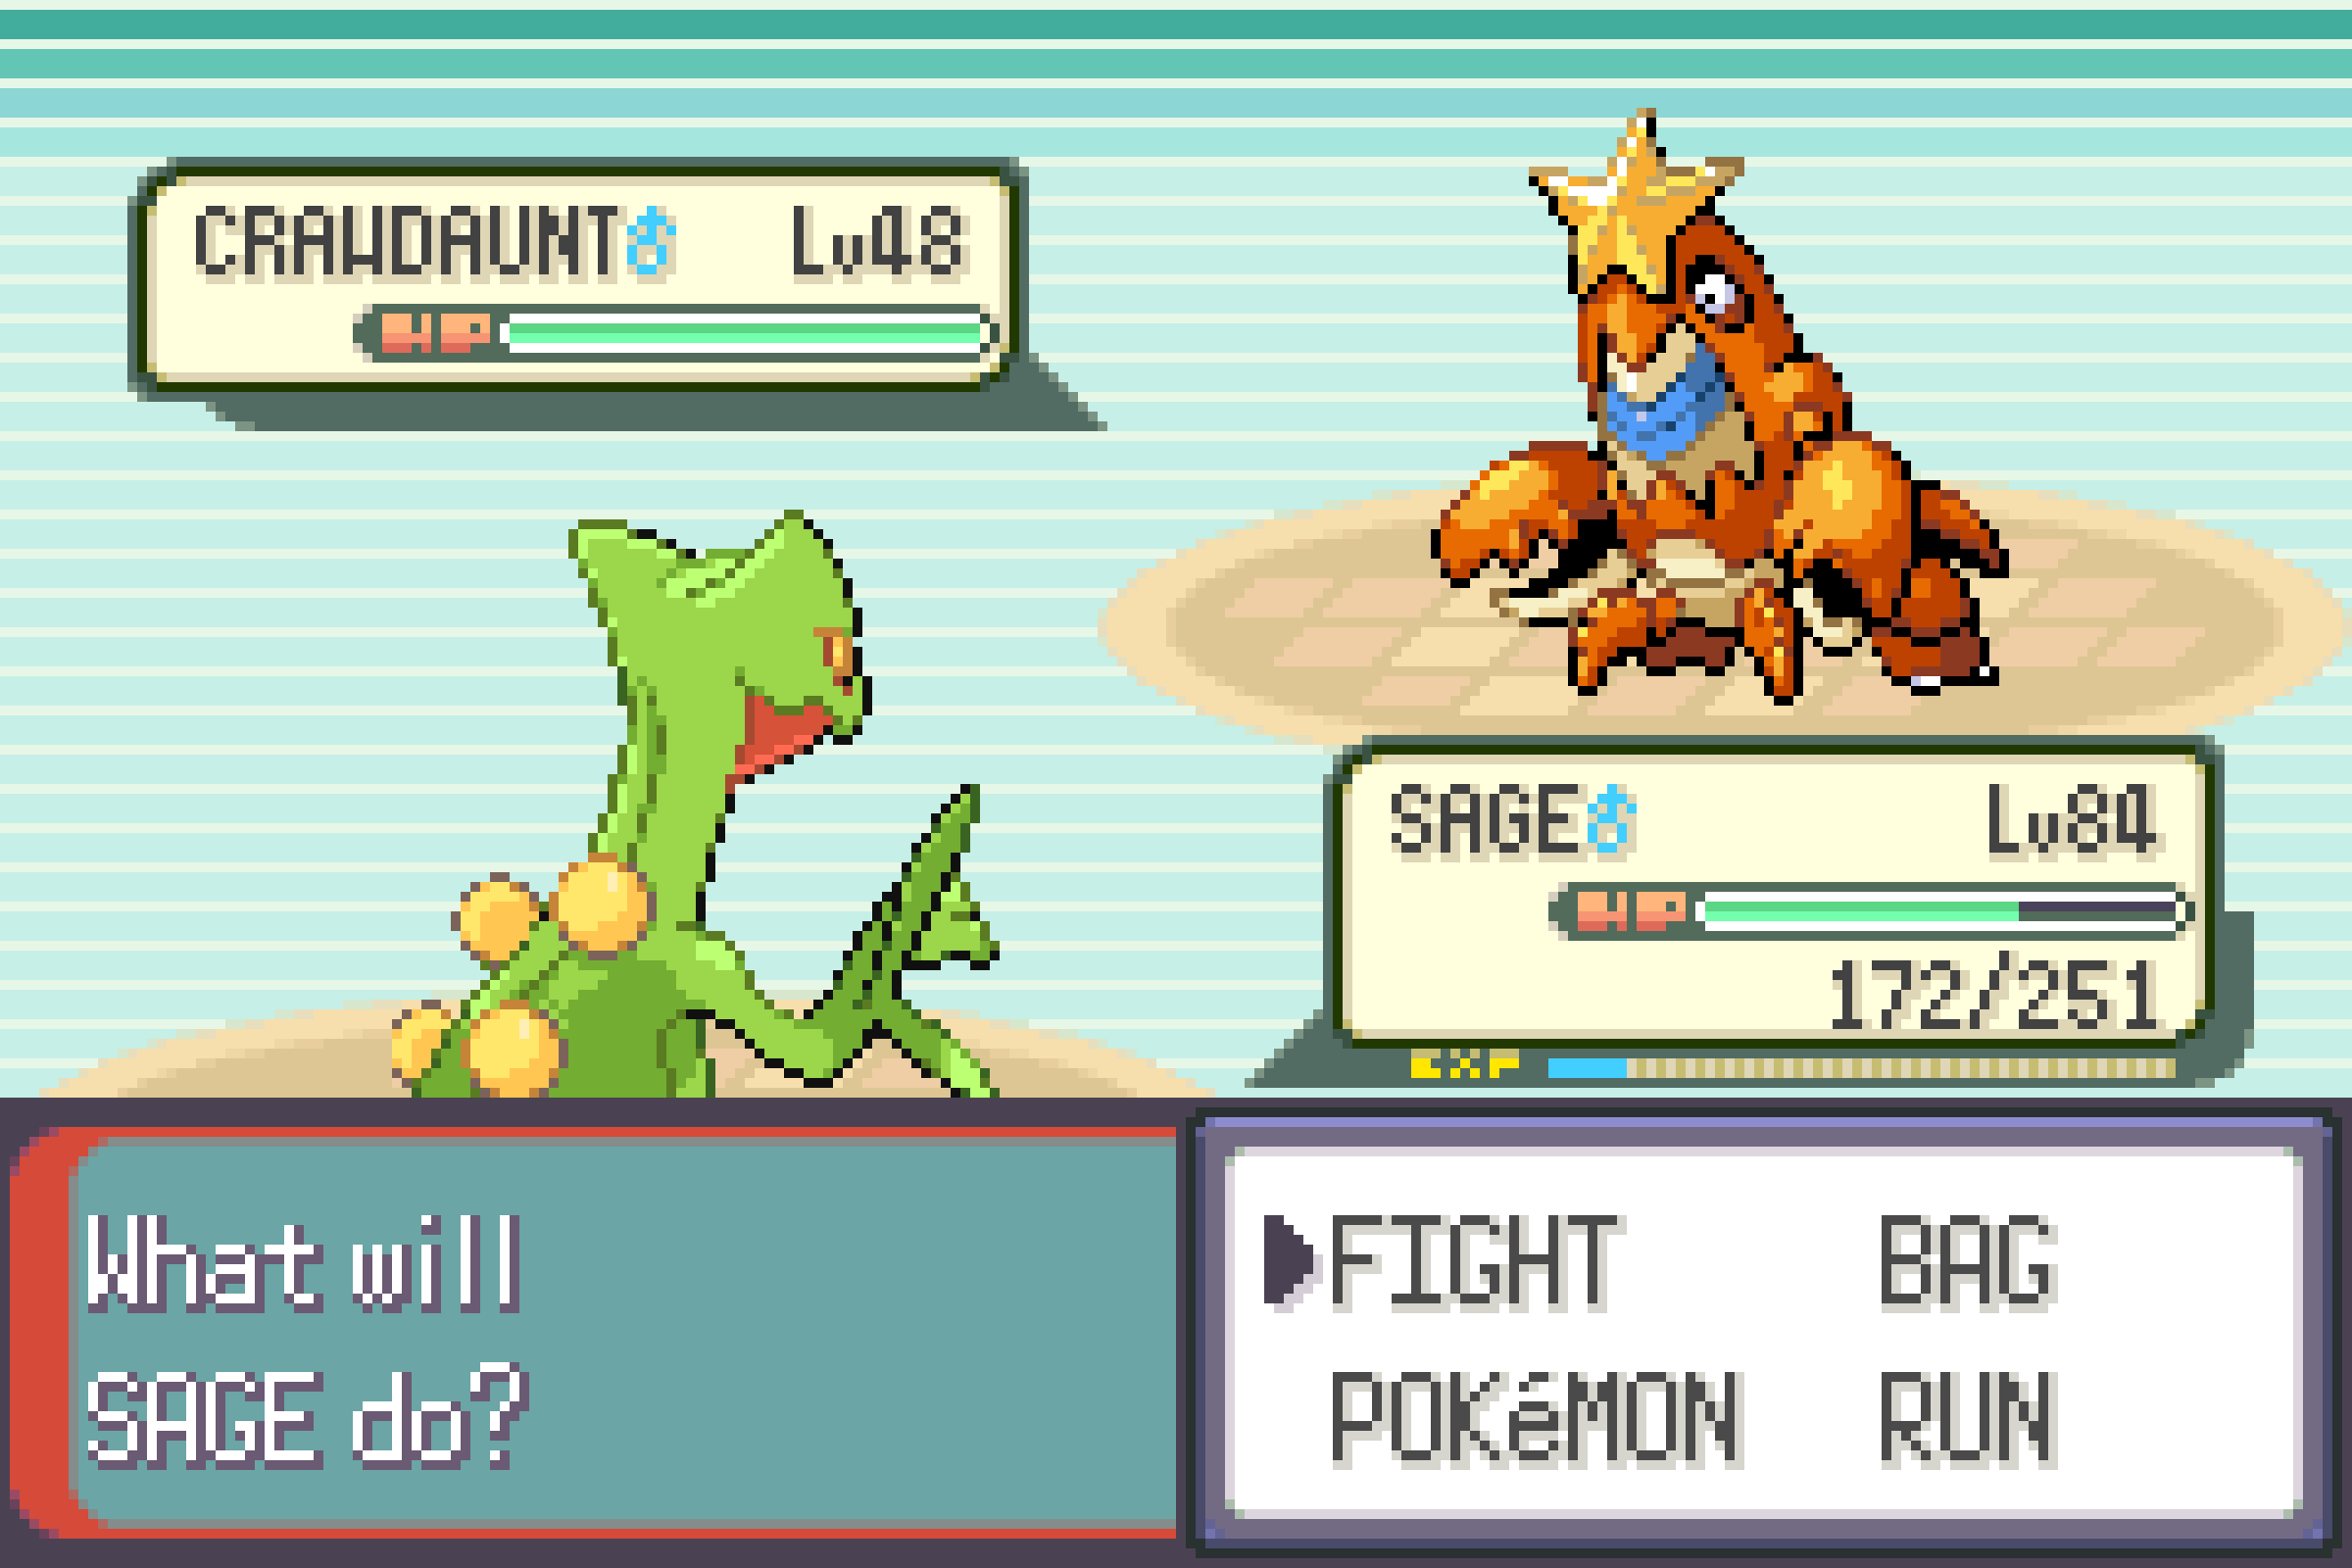 CRAWDAUNT♂ Lv48
HP
SAGE♂ Lv84
HP
172/251
EXP
What will
SAGE do?
FIGHT BAG
POKéMON RUN